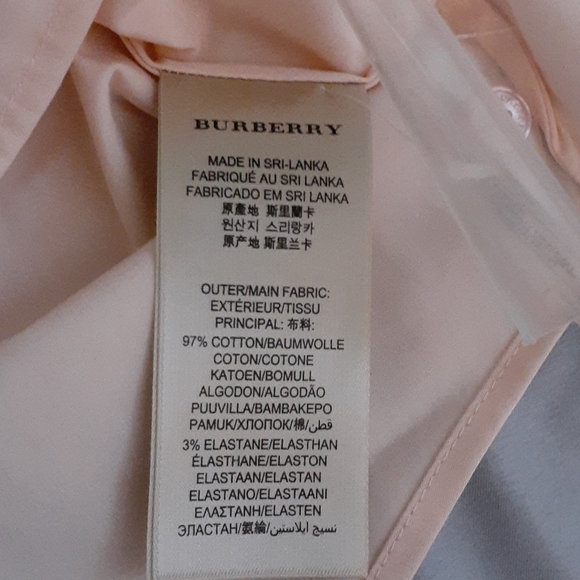 BURBERRY
MADE IN SRI-LANKA
FABRIQUÉ AU SRI LANKA
FABRICADO EM SRI LANKA
原產地 斯里蘭卡
원산지 스리랑카
原产地 斯里兰卡
OUTER/MAIN FABRIC:
EXTÉRIEUR/TISSU
PRINCIPAL: 布料:
97% COTTON/BAUMWOLLE
COTON/COTONE
KATOEN/BOMULL
ALGODON/ALGODÃO
PUUVILLA/BAMBAKEPO
PAMUK/ХЛОПОК/棉/قطن
3% ELASTANE/ELASTHAN
ÉLASTHANE/ELASTON
ELASTAAN/ELASTAN
ELASTANO/ELASTAANI
ΕΛΑΣΤΑΝΗ/ELASTEN
ЭЛАСТАН/氨綸/نسيج ايلاستين